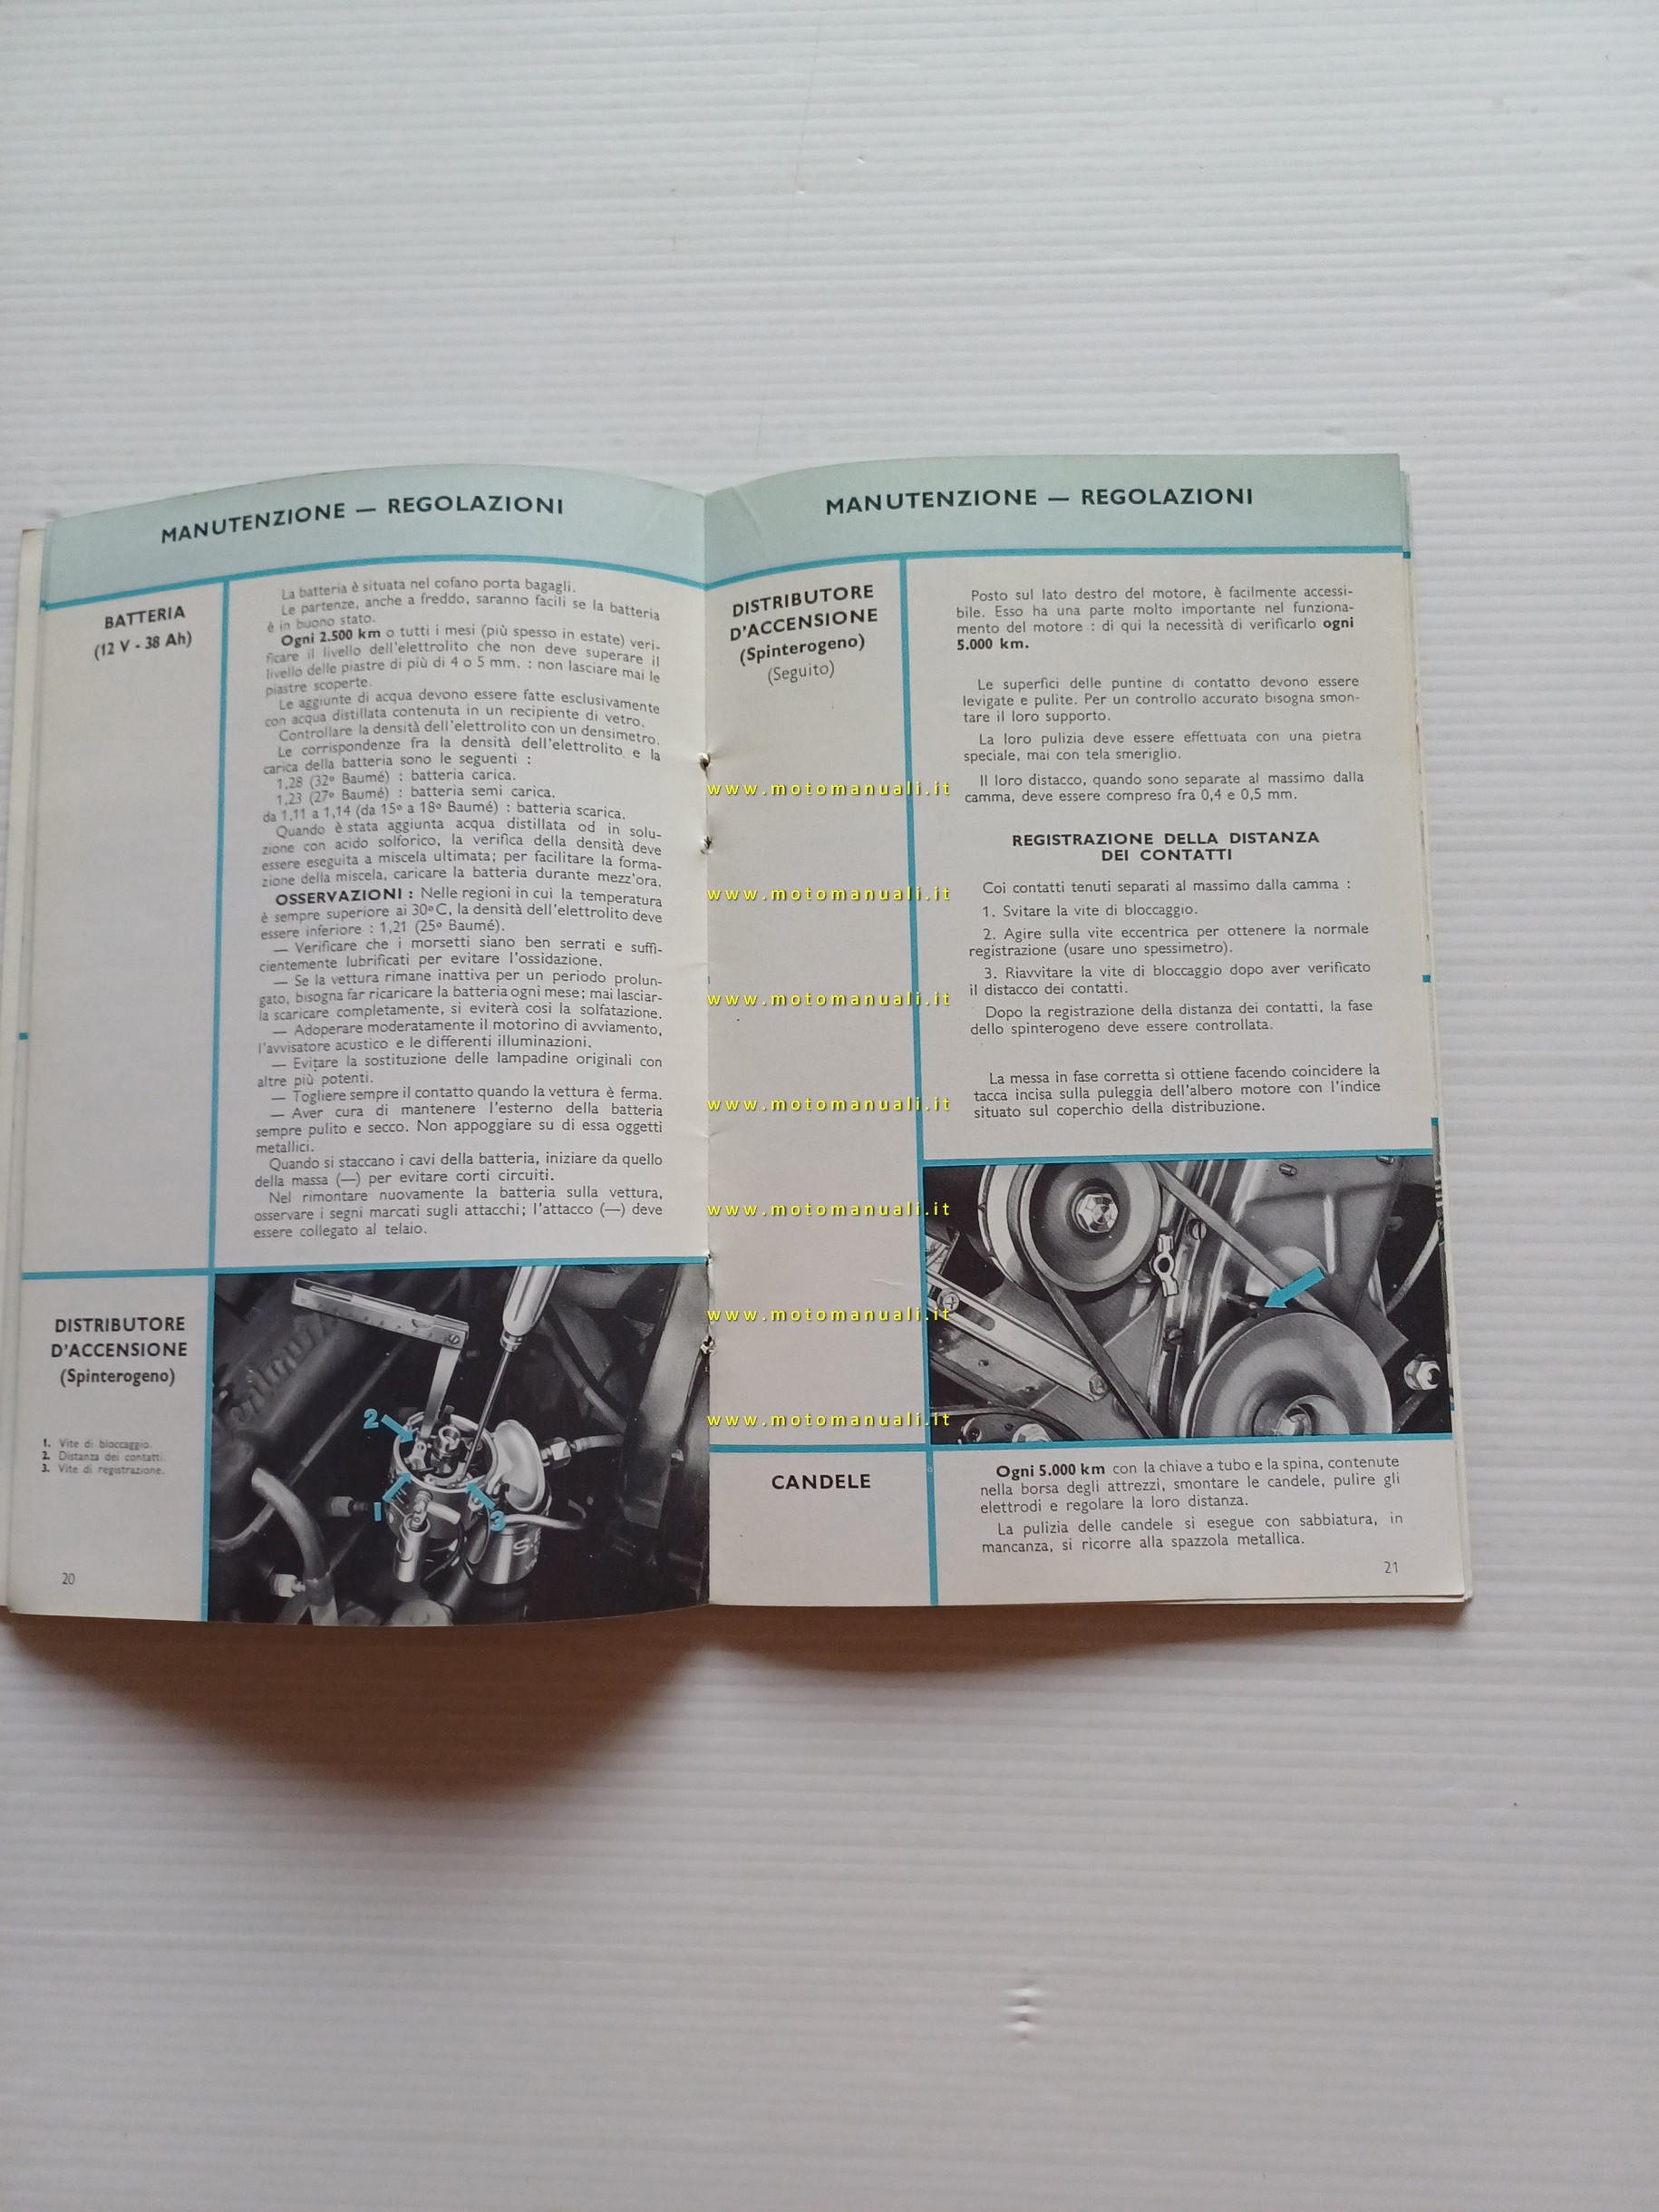 MANUTENZIONE — REGOLAZIONI
BATTERIA
(12 V - 38 Ah)
La batteria è situata nel cofano porta bagagli.
Le partenze, anche a freddo, saranno facili se la batteria
è in buono stato.
Ogni 2.500 km o tutti i mesi (più spesso in estate) veri-
ficare il livello dell'elettrolito che non deve superare il
livello delle piastre di più di 4 o 5 mm. : non lasciare mai le
piastre scoperte.
Le aggiunte di acqua devono essere fatte esclusivamente
con acqua distillata contenuta in un recipiente di vetro.
Controllare la densità dell'elettrolito con un densimetro.
Le corrispondenze fra la densità dell'elettrolito e la
carica della batteria sono le seguenti :
1,28 (32º Baumé) : batteria carica.
1,23 (27º Baumé) : batteria semi carica.
da 1,11 a 1,14 (da 15º a 18º Baumé) : batteria scarica.
Quando è stata aggiunta acqua distillata od in solu-
zione con acido solforico, la verifica della densità deve
essere eseguita a miscela ultimata; per facilitare la forma-
zione della miscela, caricare la batteria durante mezz'ora.
OSSERVAZIONI : Nelle regioni in cui la temperatura
è sempre superiore ai 30ºC, la densità dell'elettrolito deve
essere inferiore : 1,21 (25º Baumé).
— Verificare che i morsetti siano ben serrati e suffi-
cientemente lubrificati per evitare l'ossidazione.
— Se la vettura rimane inattiva per un periodo prolun-
gato, bisogna far ricaricare la batteria ogni mese; mai lasciar-
la scaricare completamente, si eviterà così la solfatazione.
— Adoperare moderatamente il motorino di avviamento,
l'avvisatore acustico e le differenti illuminazioni.
— Evitare la sostituzione delle lampadine originali con
altre più potenti.
— Togliere sempre il contatto quando la vettura è ferma.
— Aver cura di mantenere l'esterno della batteria
sempre pulito e secco. Non appoggiare su di essa oggetti
metallici.
Quando si staccano i cavi della batteria, iniziare da quello
della massa (—) per evitare corti circuiti.
Nel rimontare nuovamente la batteria sulla vettura,
osservare i segni marcati sugli attacchi; l'attacco (—) deve
essere collegato al telaio.
DISTRIBUTORE
D'ACCENSIONE
(Spinterogeno)
1. Vite di bloccaggio.
2. Distanza dei contatti.
3. Vite di registrazione.
2
1
3
20
MANUTENZIONE — REGOLAZIONI
DISTRIBUTORE
D'ACCENSIONE
(Spinterogeno)
(Seguito)
Posto sul lato destro del motore, è facilmente accessi-
bile. Esso ha una parte molto importante nel funziona-
mento del motore : di qui la necessità di verificarlo ogni
5.000 km.
Le superfici delle puntine di contatto devono essere
levigate e pulite. Per un controllo accurato bisogna smon-
tare il loro supporto.
La loro pulizia deve essere effettuata con una pietra
speciale, mai con tela smeriglio.
Il loro distacco, quando sono separate al massimo dalla
camma, deve essere compreso fra 0,4 e 0,5 mm.
REGISTRAZIONE DELLA DISTANZA
DEI CONTATTI
Coi contatti tenuti separati al massimo dalla camma :
1. Svitare la vite di bloccaggio.
2. Agire sulla vite eccentrica per ottenere la normale
registrazione (usare uno spessimetro).
3. Riavvitare la vite di bloccaggio dopo aver verificato
il distacco dei contatti.
Dopo la registrazione della distanza dei contatti, la fase
dello spinterogeno deve essere controllata.
La messa in fase corretta si ottiene facendo coincidere la
tacca incisa sulla puleggia dell'albero motore con l'indice
situato sul coperchio della distribuzione.
CANDELE
Ogni 5.000 km con la chiave a tubo e la spina, contenute
nella borsa degli attrezzi, smontare le candele, pulire gli
elettrodi e regolare la loro distanza.
La pulizia delle candele si esegue con sabbiatura, in
mancanza, si ricorre alla spazzola metallica.
21
www.motomanuali.it
www.motomanuali.it
www.motomanuali.it
www.motomanuali.it
www.motomanuali.it
www.motomanuali.it
www.motomanuali.it